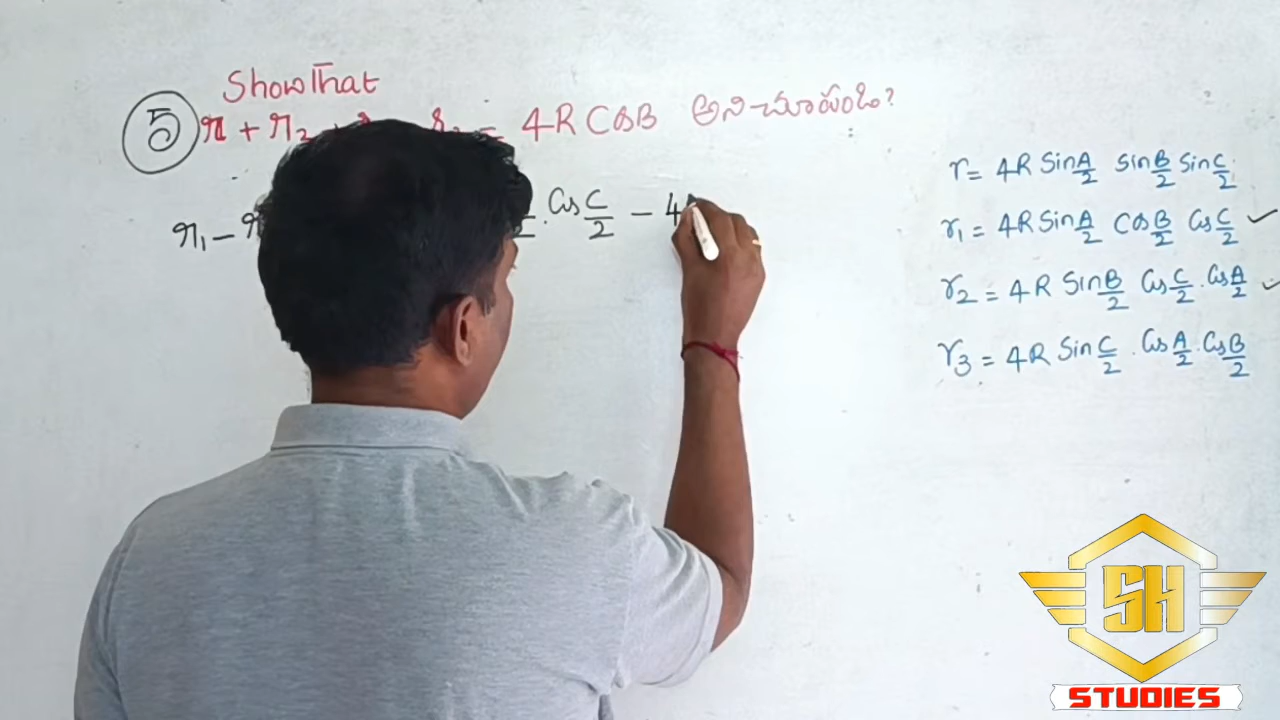 Show That
5 r + r₂ + = 4R CosB అని చూపండి?
r₁ – Cos C/2 – 4
r = 4R Sin A/2 Sin B/2 Sin C/2
r₁ = 4R Sin A/2 Cos B/2 Cos C/2 ✓
r₂ = 4R Sin B/2 Cos C/2 . Cos A/2 ✓
r₃ = 4R Sin C/2 . Cos A/2 . Cos B/2
SH
STUDIES